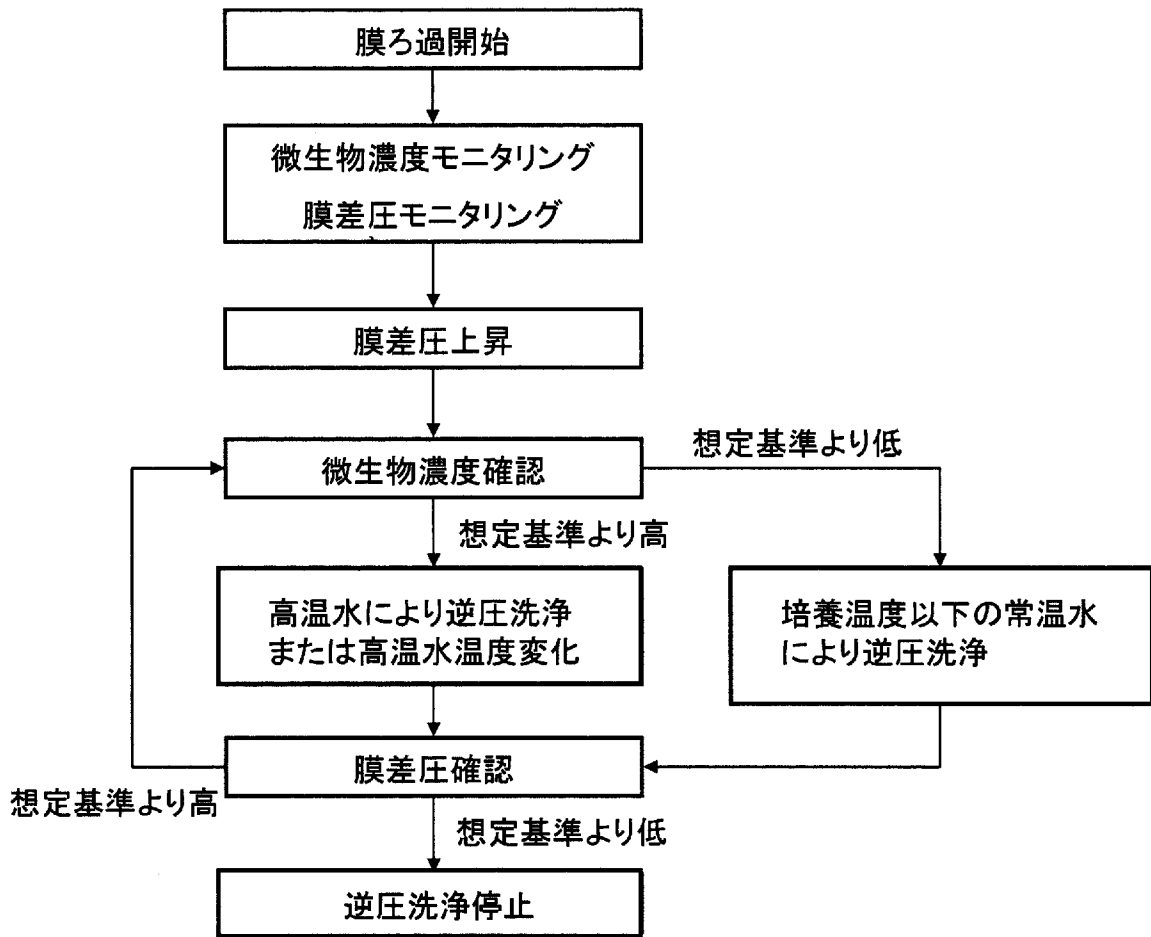 膜ろ過開始
微生物濃度モニタリング
膜差圧モニタリング
膜差圧上昇
微生物濃度確認
想定基準より低
想定基準より高
高温水により逆圧洗浄
または高温水温度変化
培養温度以下の常温水
により逆圧洗浄
膜差圧確認
想定基準より高
想定基準より低
逆圧洗浄停止